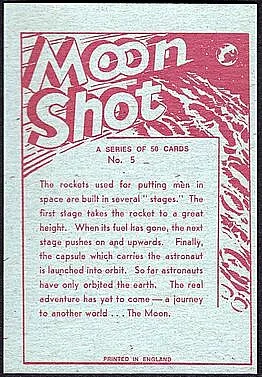 Moon
Shot
A SERIES OF 50 CARDS
No. 5
The rockets used for putting men in
space are built in several "stages." The
first stage takes the rocket to a great
height. When its fuel has gone, the next
stage pushes on and upwards. Finally,
the capsule which carries the astronaut
is launched into orbit. So far astronauts
have only orbited the earth. The real
adventure has yet to come — a journey
to another world . . . The Moon.
PRINTED IN ENGLAND